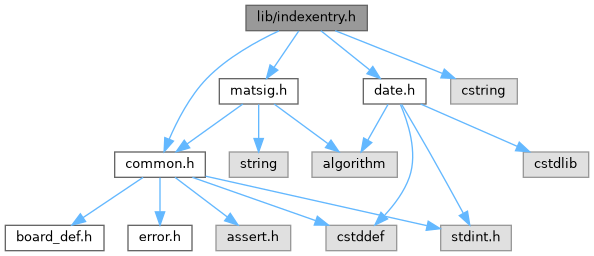 lib/indexentry.h
matsig.h
date.h
cstring
common.h
string
algorithm
cstdlib
board_def.h
error.h
assert.h
cstddef
stdint.h